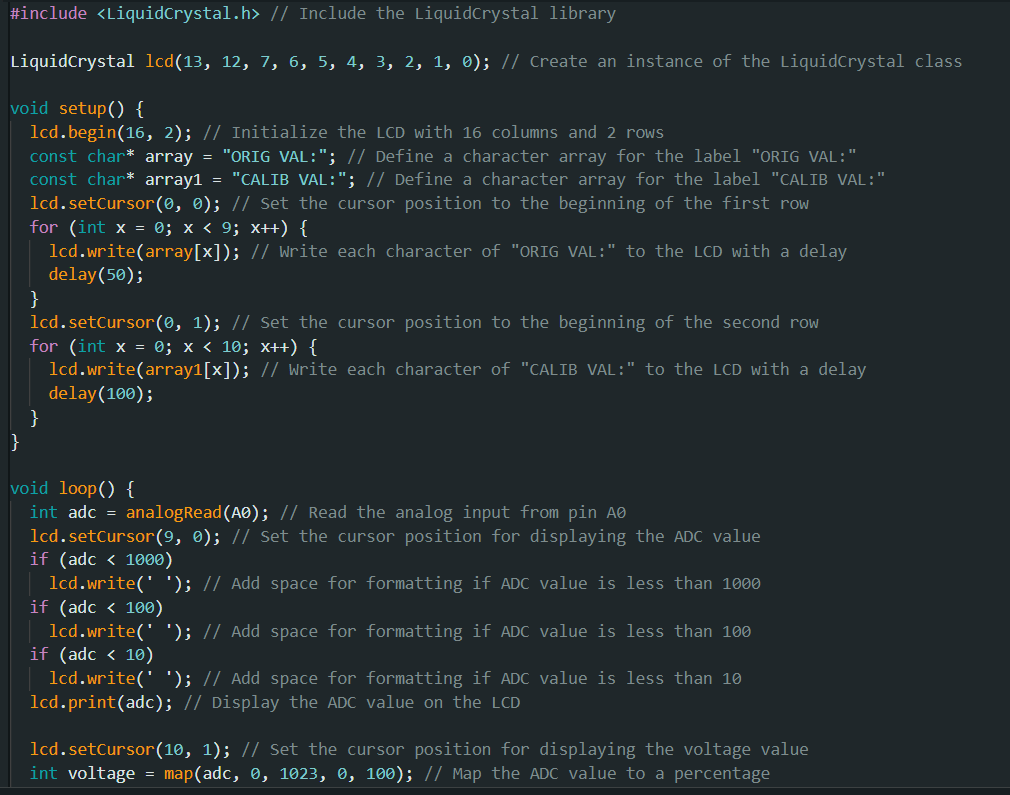 #include <LiquidCrystal.h> // Include the LiquidCrystal library

LiquidCrystal lcd(13, 12, 7, 6, 5, 4, 3, 2, 1, 0); // Create an instance of the LiquidCrystal class

void setup() {
  lcd.begin(16, 2); // Initialize the LCD with 16 columns and 2 rows
  const char* array = "ORIG VAL:"; // Define a character array for the label "ORIG VAL:"
  const char* array1 = "CALIB VAL:"; // Define a character array for the label "CALIB VAL:"
  lcd.setCursor(0, 0); // Set the cursor position to the beginning of the first row
  for (int x = 0; x < 9; x++) {
    lcd.write(array[x]); // Write each character of "ORIG VAL:" to the LCD with a delay
    delay(50);
  }
  lcd.setCursor(0, 1); // Set the cursor position to the beginning of the second row
  for (int x = 0; x < 10; x++) {
    lcd.write(array1[x]); // Write each character of "CALIB VAL:" to the LCD with a delay
    delay(100);
  }
}

void loop() {
  int adc = analogRead(A0); // Read the analog input from pin A0
  lcd.setCursor(9, 0); // Set the cursor position for displaying the ADC value
  if (adc < 1000)
    lcd.write(' '); // Add space for formatting if ADC value is less than 1000
  if (adc < 100)
    lcd.write(' '); // Add space for formatting if ADC value is less than 100
  if (adc < 10)
    lcd.write(' '); // Add space for formatting if ADC value is less than 10
  lcd.print(adc); // Display the ADC value on the LCD

  lcd.setCursor(10, 1); // Set the cursor position for displaying the voltage value
  int voltage = map(adc, 0, 1023, 0, 100); // Map the ADC value to a percentage